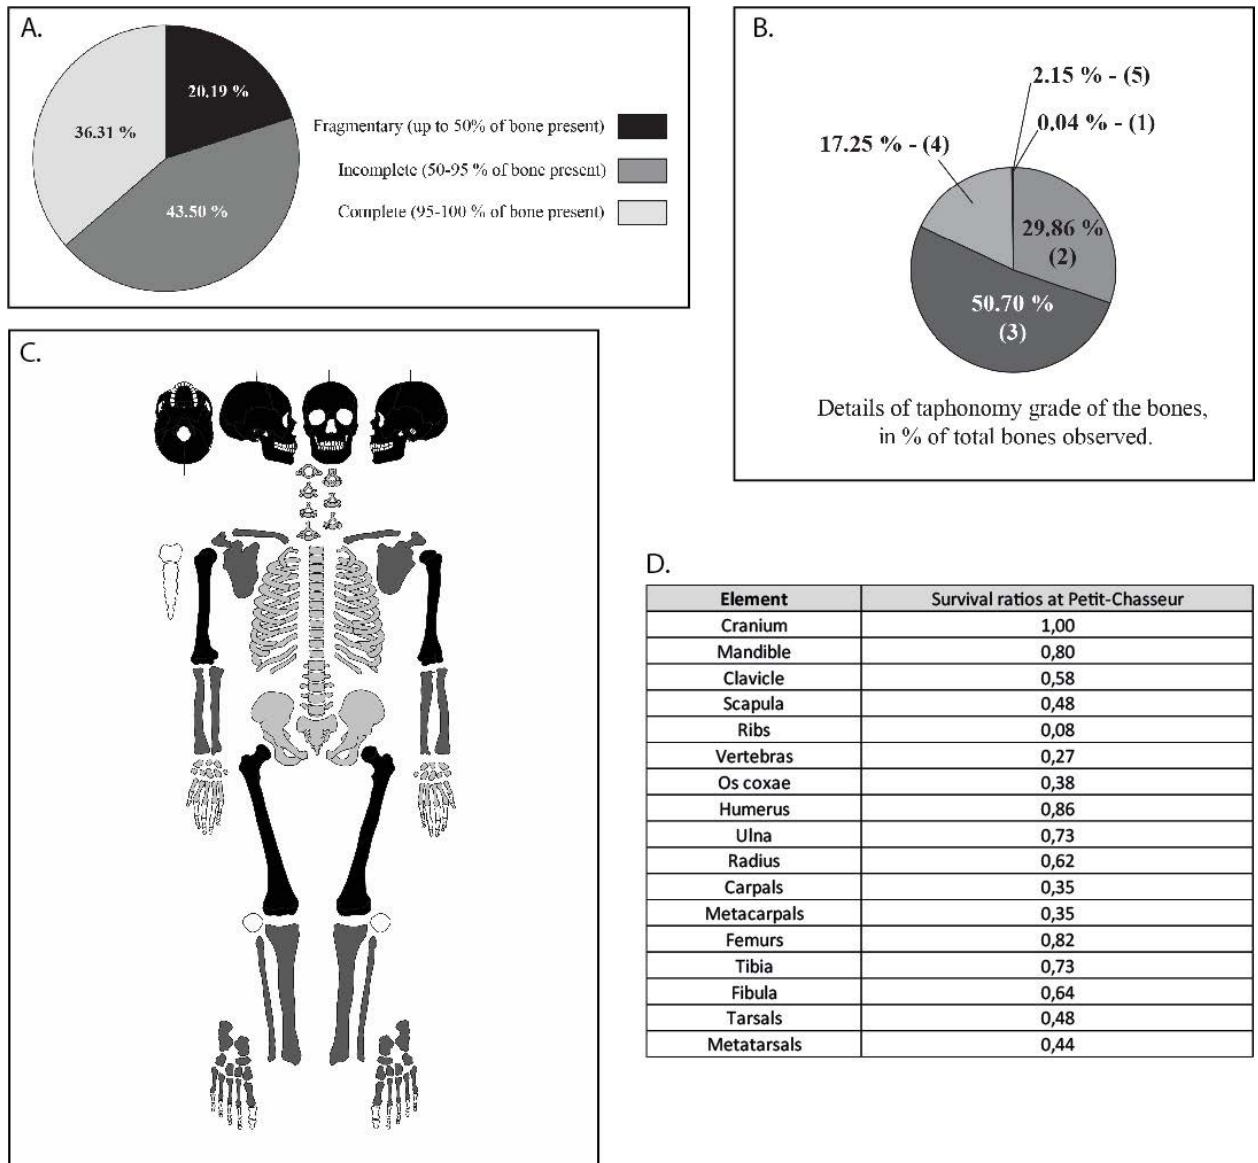 A.
20.19 %
36.31 %
43.50 %
Fragmentary (up to 50% of bone present)
Incomplete (50-95 % of bone present)
Complete (95-100 % of bone present)
B.
2.15 % - (5)
0.04 % - (1)
17.25 % - (4)
29.86 %
(2)
50.70 %
(3)
Details of taphonomy grade of the bones,
in % of total bones observed.
C.
D.
Element Survival ratios at Petit-Chasseur
Cranium 1,00
Mandible 0,80
Clavicle 0,58
Scapula 0,48
Ribs 0,08
Vertebras 0,27
Os coxae 0,38
Humerus 0,86
Ulna 0,73
Radius 0,62
Carpals 0,35
Metacarpals 0,35
Femurs 0,82
Tibia 0,73
Fibula 0,64
Tarsals 0,48
Metatarsals 0,44